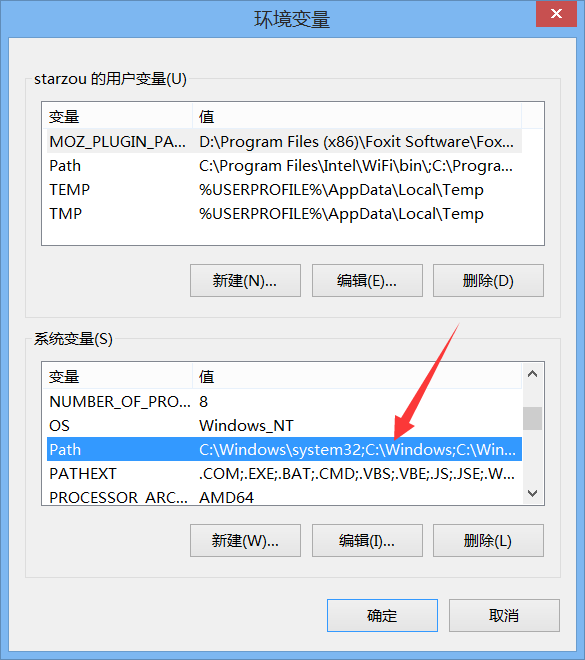 环境变量
starzou 的用户变量(U)
变量 值
MOZ_PLUGIN_PA... D:\Program Files (x86)\Foxit Software\Fox...
Path C:\Program Files\Intel\WiFi\bin\;C:\Progra...
TEMP %USERPROFILE%\AppData\Local\Temp
TMP %USERPROFILE%\AppData\Local\Temp
新建(N)... 编辑(E)... 删除(D)
系统变量(S)
变量 值
NUMBER_OF_PRO... 8
OS Windows_NT
Path C:\Windows\system32;C:\Windows;C:\Win...
PATHEXT .COM;.EXE;.BAT;.CMD;.VBS;.VBE;.JS;.JSE;.W...
PROCESSOR_ARC... AMD64
新建(W)... 编辑(I)... 删除(L)
确定 取消